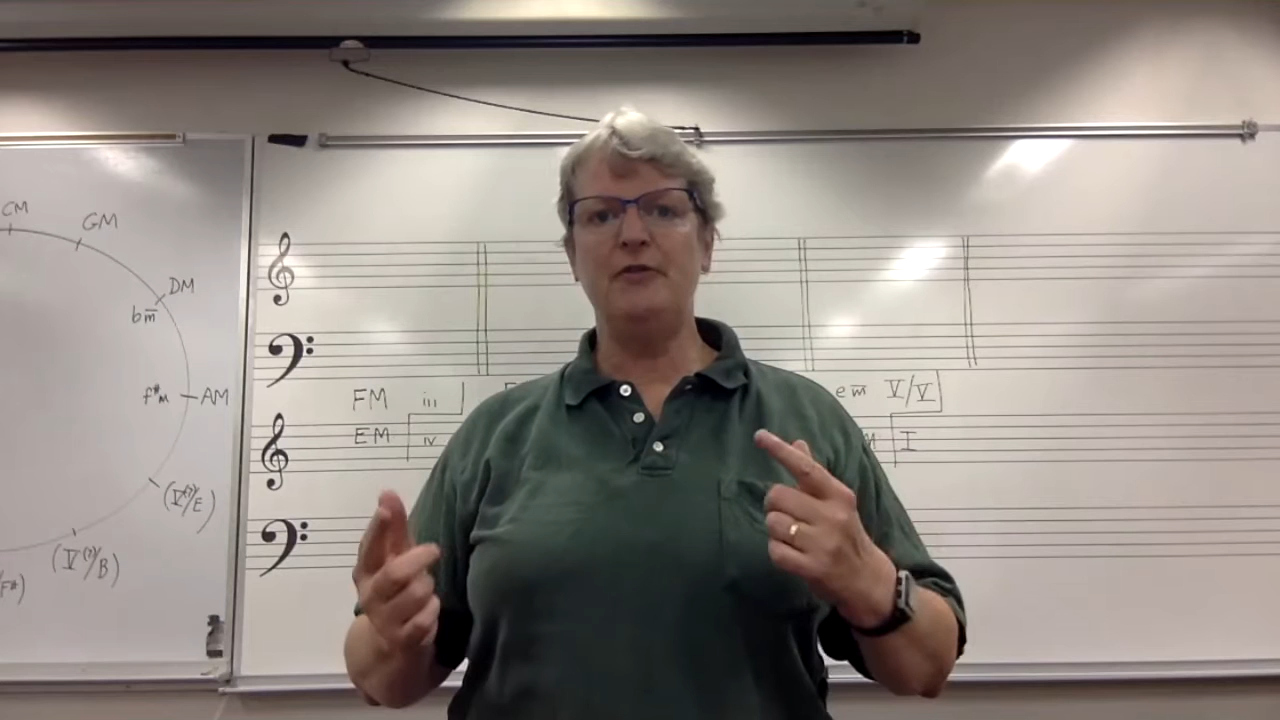 CM
GM
DM
bm
f#m
AM
(V(7)/E)
(V(7)/B)
F#)
FM iii
EM iv
em V/V
I